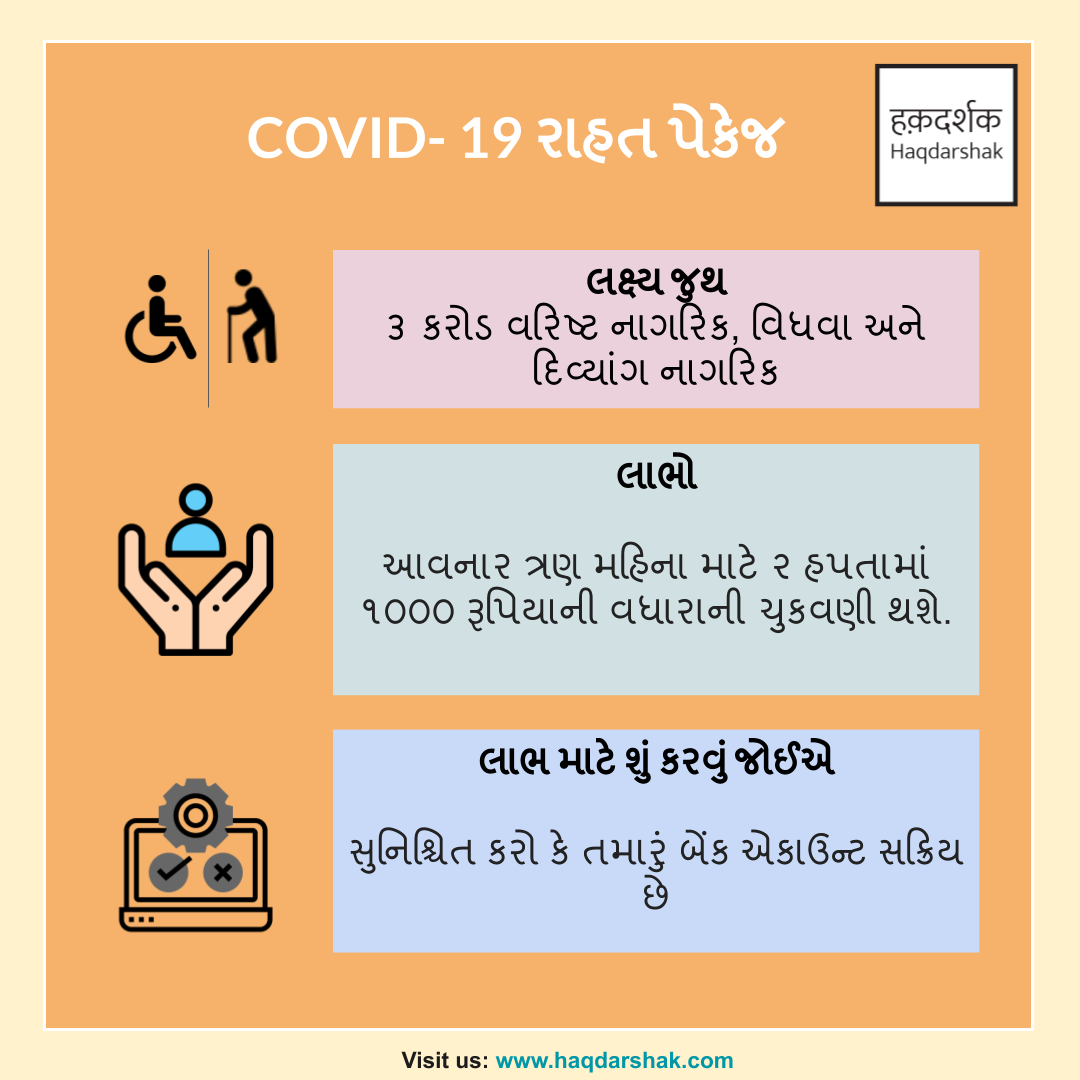 COVID- 19 રાહત પેકેજ
हक़दर्शक
Haqdarshak
લક્ષ્ય જુથ
૩ કરોડ વરિષ્ટ નાગરિક, વિધવા અને
દિવ્યાંગ નાગરિક
લાભો
આવનાર ત્રણ મહિના માટે ૨ હપતામાં
૧૦૦૦ રૂપિયાની વધારાની ચુકવણી થશે.
લાભ માટે શું કરવું જોઈએ
સુનિશ્ચિત કરો કે તમારું બેંક એકાઉન્ટ સક્રિય
છે
Visit us: www.haqdarshak.com